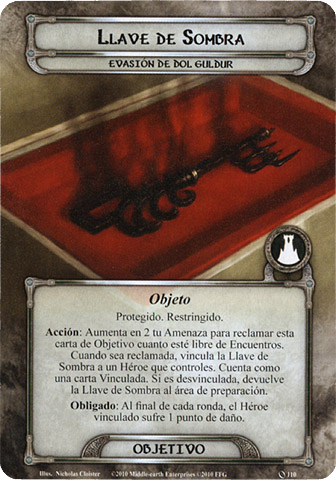 Llave de Sombra
Evasión de Dol Guldur
Objeto
Protegido. Restringido.
Acción: Aumenta en 2 tu Amenaza para reclamar esta
carta de Objetivo cuanto esté libre de Encuentros.
Cuando sea reclamada, vincula la Llave de
Sombra a un Héroe que controles. Cuenta como
una carta Vinculada. Si es desvinculada, devuelve
la Llave de Sombra al área de preparación.
Obligado: Al final de cada ronda, el Héroe
vinculado sufre 1 punto de daño.
Objetivo
Illus. Nicholas Cloister ©2010 Middle-earth Enterprises ©2010 FFG 110